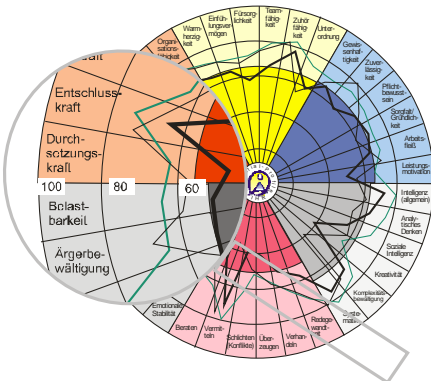 Warm-
herzig-
keit
Einfüh-
lungsver-
mögen
Fürsorg-
lichkeit
Team-
fähig-
keit
Zuhör
fähig-
keit
Unter-
ordnung
Gewis-
senhaf-
tigkeit
Zuver-
lässig-
keit
Pflicht-
bewusst-
sein
Sorgfalt/
Gründlich-
keit
Arbeits-
fleiß
Leistungs-
motivation
Intelligenz
(allgemein)
Analy-
tisches
Denken
Soziale
Intelligenz
Kreativität
Komplexitäts-
bewältigung
Redege-
wandt-
heit
Verhan-
deln
Über-
zeugen
Schlichten
(Konflikte)
Vermit-
teln
Beraten
Emotionale
Stabilität
Organi-
sations-
fähigkeit
Entschluss-
kraft
Durch-
setzungs-
kraft
100 80 60
Belast-
barkeit
Ärgerbe-
wältigung